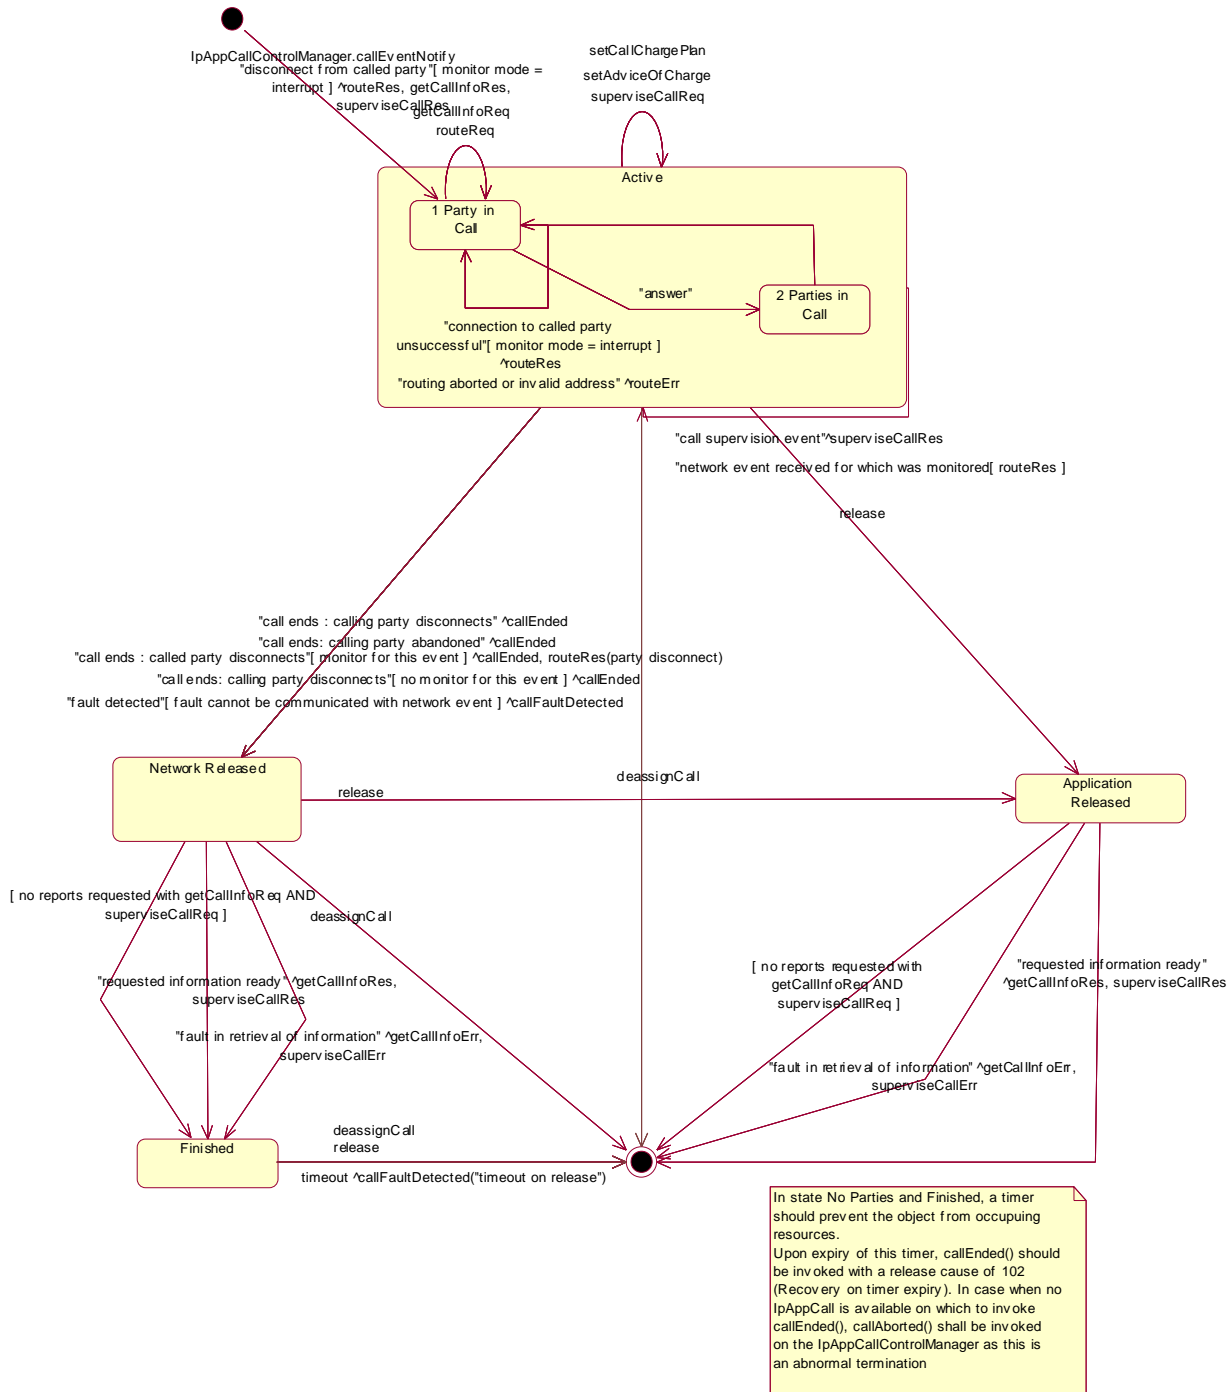 IpAppCallControlManager.callEventNotify
"disconnect from called party"[ monitor mode =
interrupt ] ^routeRes, getCallInfoRes,
superviseCallRes
getCallInfoReq
routeReq
setCallChargePlan
setAdviceOfCharge
superviseCallReq
Active
1 Party in
Call
"answer"
2 Parties in
Call
"connection to called party
unsuccessful"[ monitor mode = interrupt ]
^routeRes
"routing aborted or invalid address" ^routeErr
"call supervision event"^superviseCallRes
"network event received for which was monitored[ routeRes ]
release
"call ends : calling party disconnects" ^callEnded
"call ends: calling party abandoned" ^callEnded
"call ends : called party disconnects"[ monitor for this event ] ^callEnded, routeRes(party disconnect)
"call ends: calling party disconnects"[ no monitor for this event ] ^callEnded
"fault detected"[ fault cannot be communicated with network event ] ^callFaultDetected
Network Released
release
deassignCall
Application
Released
[ no reports requested with getCallInfoReq AND
superviseCallReq ]
deassignCall
"requested information ready" ^getCallInfoRes,
superviseCallRes
"fault in retrieval of information" ^getCallInfoErr,
superviseCallErr
[ no reports requested with
getCallInfoReq AND
superviseCallReq ]
"requested information ready"
^getCallInfoRes, superviseCallRes
"fault in retrieval of information" ^getCallInfoErr,
superviseCallErr
Finished
deassignCall
release
timeout ^callFaultDetected("timeout on release")
In state No Parties and Finished, a timer
should prevent the object from occupuing
resources.
Upon expiry of this timer, callEnded() should
be invoked with a release cause of 102
(Recovery on timer expiry). In case when no
IpAppCall is available on which to invoke
callEnded(), callAborted() shall be invoked
on the IpAppCallControlManager as this is
an abnormal termination